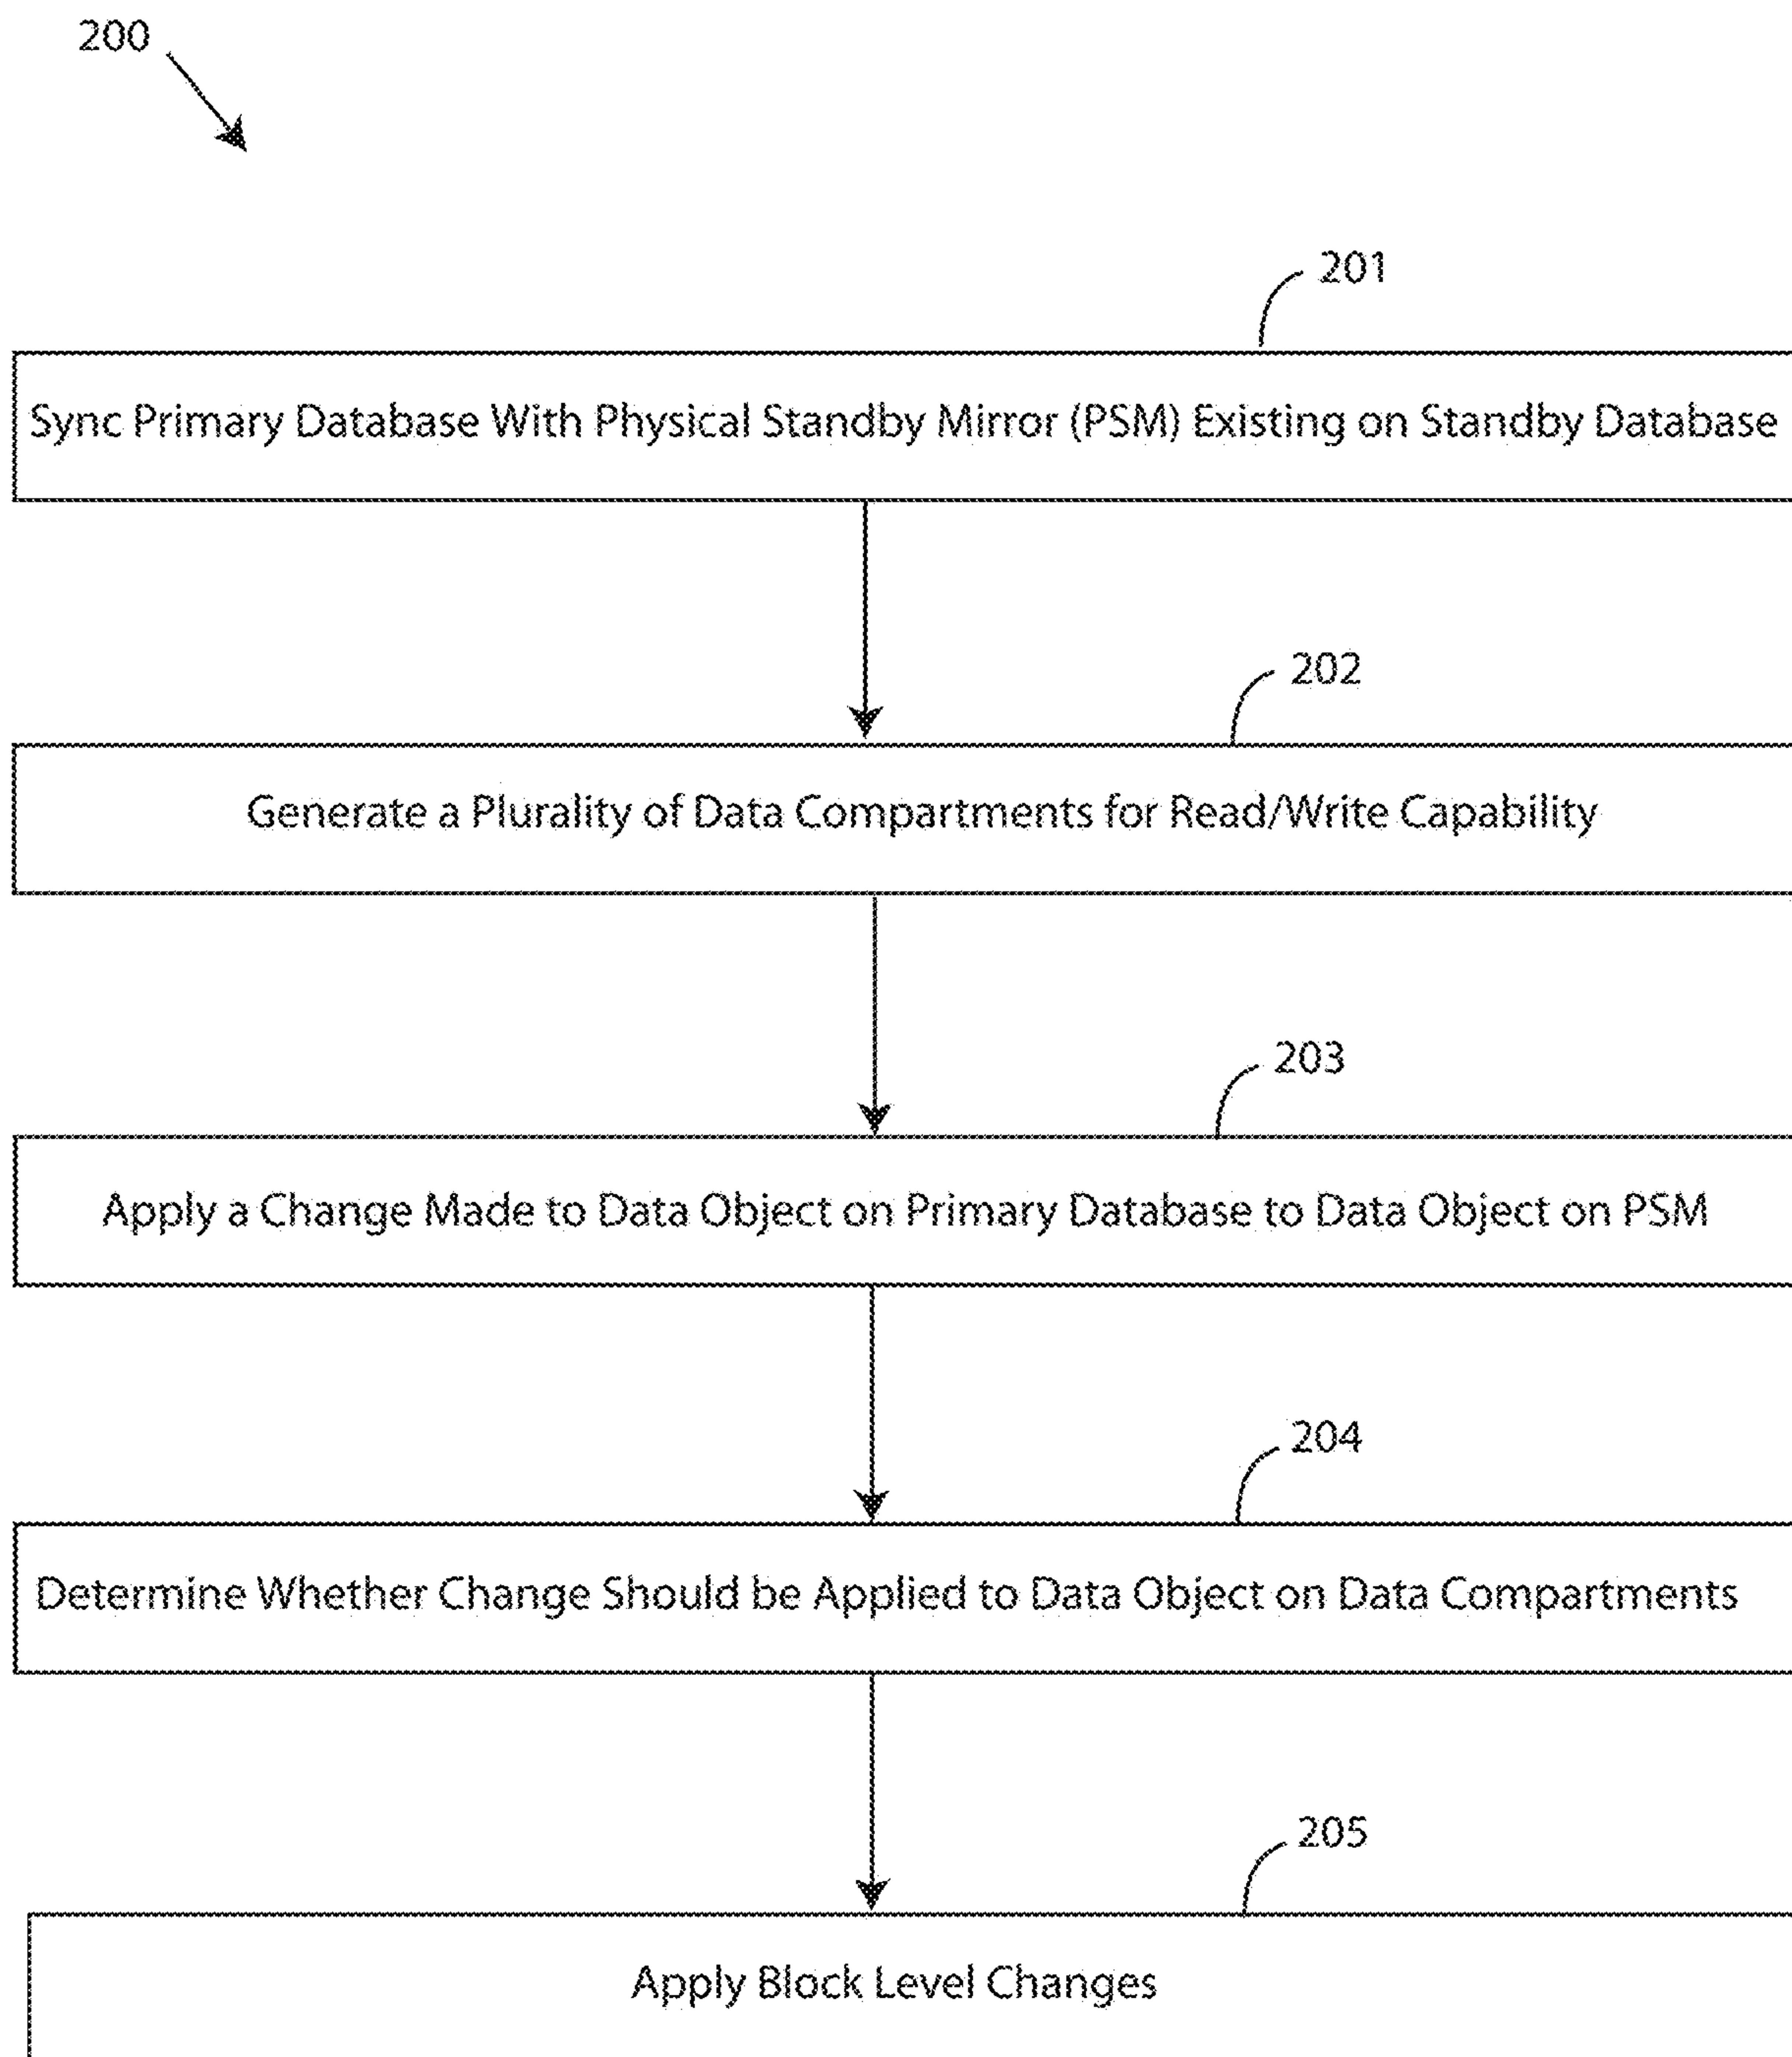 200
201
Sync Primary Database With Physical Standby Mirror (PSM) Existing on Standby Database
202
Generate a Plurality of Data Compartments for Read/Write Capability
203
Apply a Change Made to Data Object on Primary Database to Data Object on PSM
204
Determine Whether Change Should be Applied to Data Object on Data Compartments
205
Apply Block Level Changes